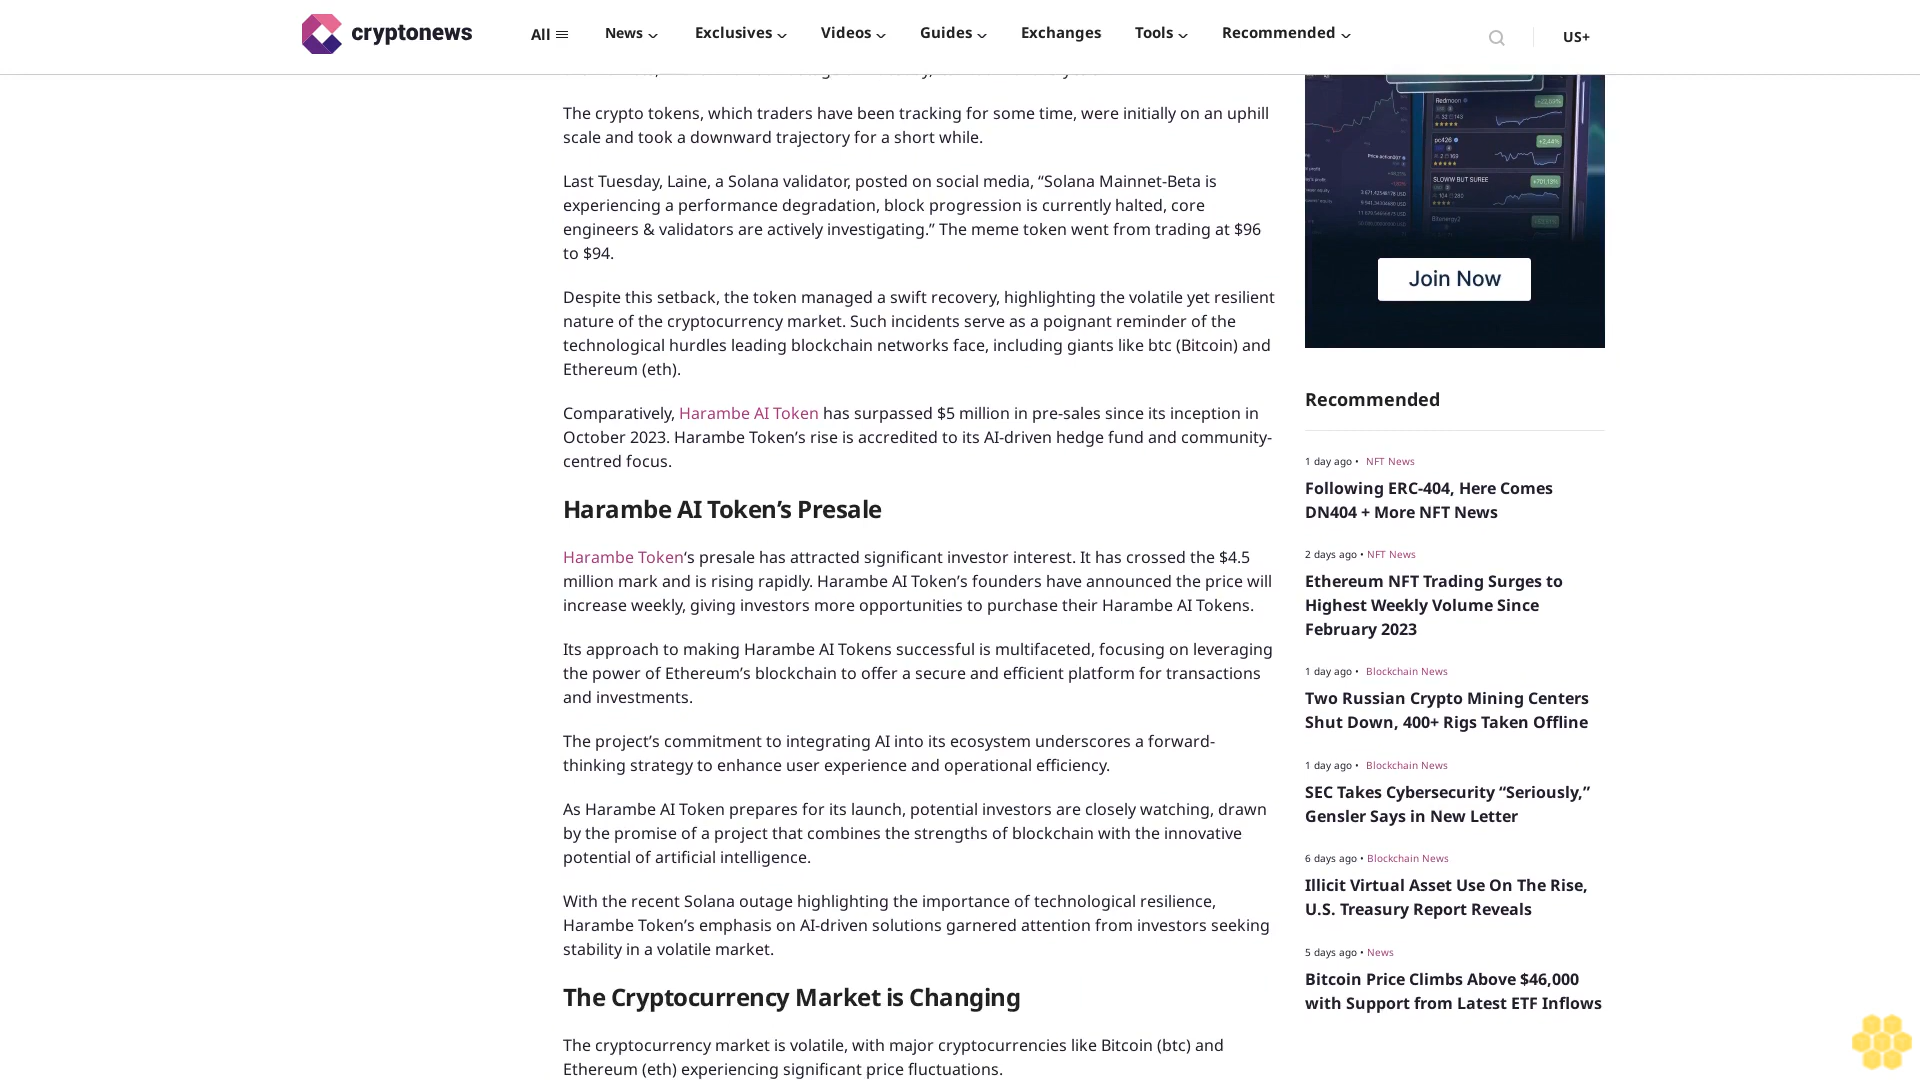 cryptonews
All
News
Exclusives
Videos
Guides
Exchanges
Tools
Recommended
US+
The crypto tokens, which traders have been tracking for some time, were initially on an uphill
scale and took a downward trajectory for a short while.
Last Tuesday, Laine, a Solana validator, posted on social media, “Solana Mainnet-Beta is
experiencing a performance degradation, block progression is currently halted, core
engineers & validators are actively investigating.” The meme token went from trading at $96
to $94.
Despite this setback, the token managed a swift recovery, highlighting the volatile yet resilient
nature of the cryptocurrency market. Such incidents serve as a poignant reminder of the
technological hurdles leading blockchain networks face, including giants like btc (Bitcoin) and
Ethereum (eth).
Comparatively, Harambe AI Token has surpassed $5 million in pre-sales since its inception in
October 2023. Harambe Token’s rise is accredited to its AI-driven hedge fund and community-
centred focus.
Harambe AI Token’s Presale
Harambe Token‘s presale has attracted significant investor interest. It has crossed the $4.5
million mark and is rising rapidly. Harambe AI Token’s founders have announced the price will
increase weekly, giving investors more opportunities to purchase their Harambe AI Tokens.
Its approach to making Harambe AI Tokens successful is multifaceted, focusing on leveraging
the power of Ethereum’s blockchain to offer a secure and efficient platform for transactions
and investments.
The project’s commitment to integrating AI into its ecosystem underscores a forward-
thinking strategy to enhance user experience and operational efficiency.
As Harambe AI Token prepares for its launch, potential investors are closely watching, drawn
by the promise of a project that combines the strengths of blockchain with the innovative
potential of artificial intelligence.
With the recent Solana outage highlighting the importance of technological resilience,
Harambe Token’s emphasis on AI-driven solutions garnered attention from investors seeking
stability in a volatile market.
The Cryptocurrency Market is Changing
The cryptocurrency market is volatile, with major cryptocurrencies like Bitcoin (btc) and
Ethereum (eth) experiencing significant price fluctuations.
Redmoon
pc426
+2,44%
SLOWW BUT SUREE
+701,13%
Join Now
Recommended
1 day ago • NFT News
Following ERC-404, Here Comes
DN404 + More NFT News
2 days ago • NFT News
Ethereum NFT Trading Surges to
Highest Weekly Volume Since
February 2023
1 day ago • Blockchain News
Two Russian Crypto Mining Centers
Shut Down, 400+ Rigs Taken Offline
1 day ago • Blockchain News
SEC Takes Cybersecurity “Seriously,”
Gensler Says in New Letter
6 days ago • Blockchain News
Illicit Virtual Asset Use On The Rise,
U.S. Treasury Report Reveals
5 days ago • News
Bitcoin Price Climbs Above $46,000
with Support from Latest ETF Inflows